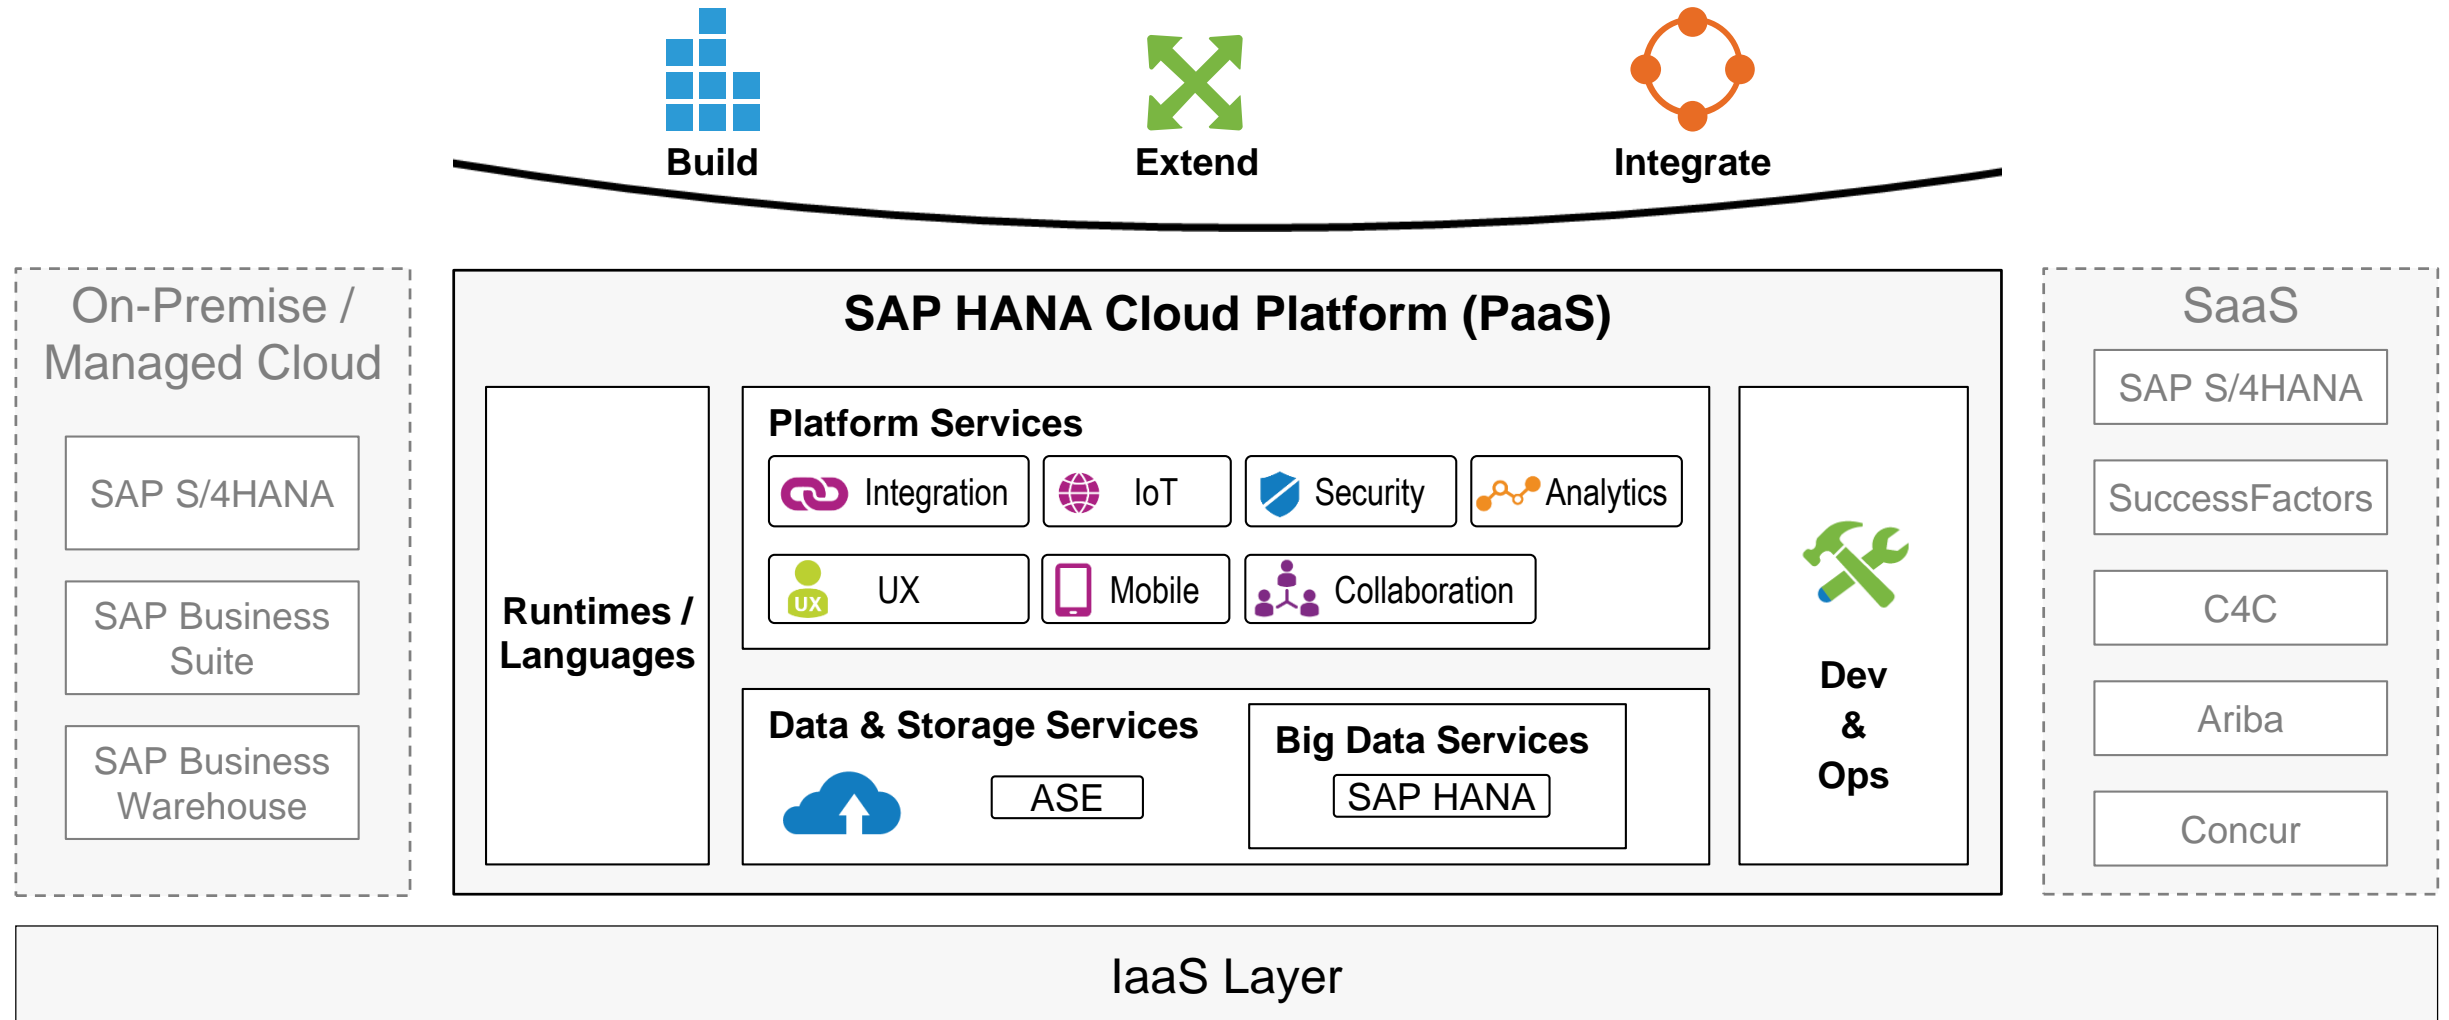 Build
Extend
Integrate
On-Premise /
Managed Cloud
SAP S/4HANA
SAP Business
Suite
SAP Business
Warehouse
SAP HANA Cloud Platform (PaaS)
Runtimes /
Languages
Platform Services
Integration
IoT
Security
Analytics
UX
UX
Mobile
Collaboration
Data & Storage Services
ASE
Big Data Services
SAP HANA
Dev
&
Ops
SaaS
SAP S/4HANA
SuccessFactors
C4C
Ariba
Concur
IaaS Layer